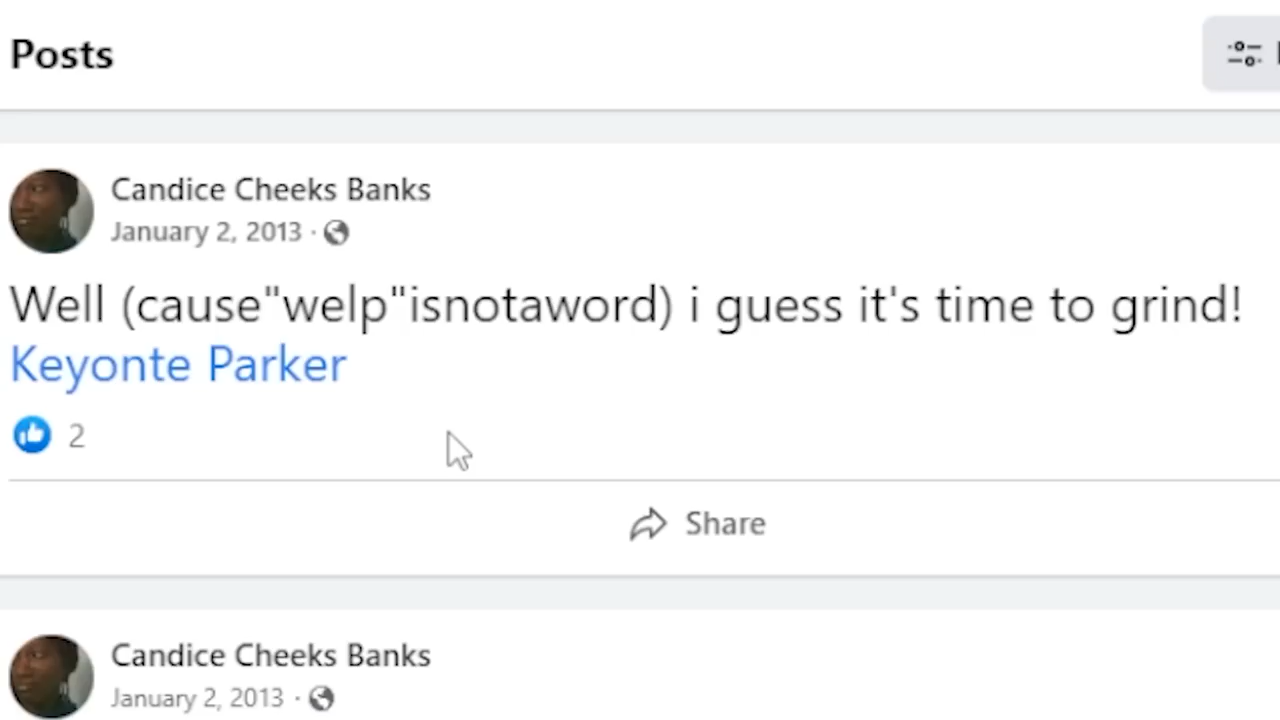 Posts
Candice Cheeks Banks
January 2, 2013 ·
Well (cause"welp"isnotaword) i guess it's time to grind!
Keyonte Parker
2
Share
Candice Cheeks Banks
January 2, 2013 ·